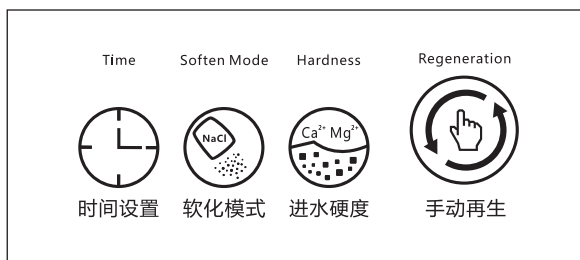 Time Soften Mode Hardness Regeneration
NaCl Ca²⁺ Mg²⁺
时间设置 软化模式 进水硬度 手动再生